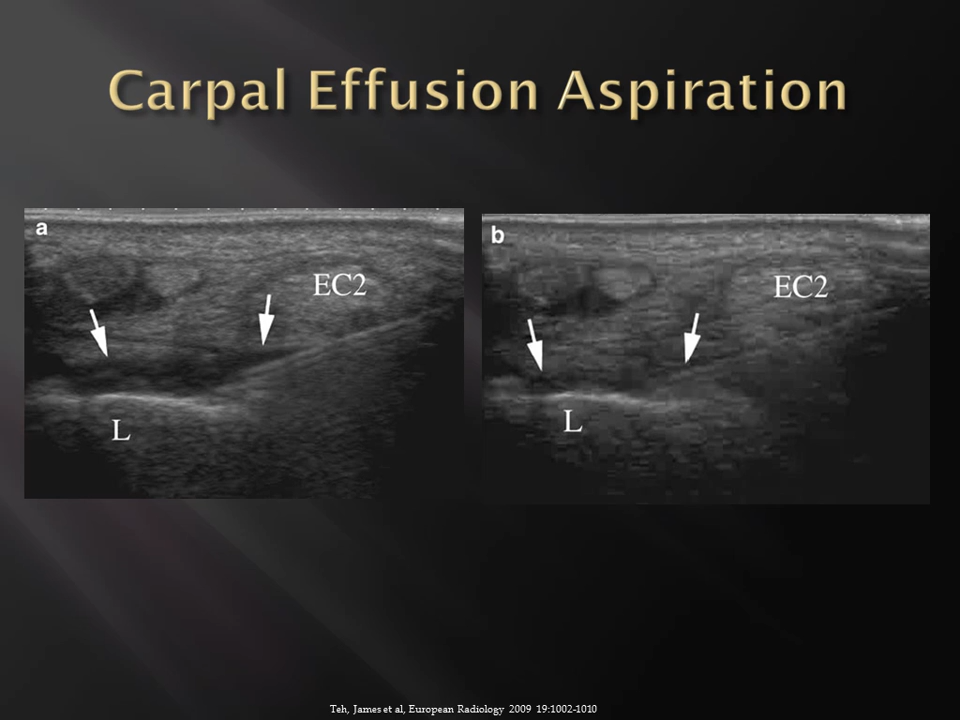 Carpal Effusion Aspiration
a
EC2
L
b
EC2
L
Teh, James et al, European Radiology 2009 19:1002-1010